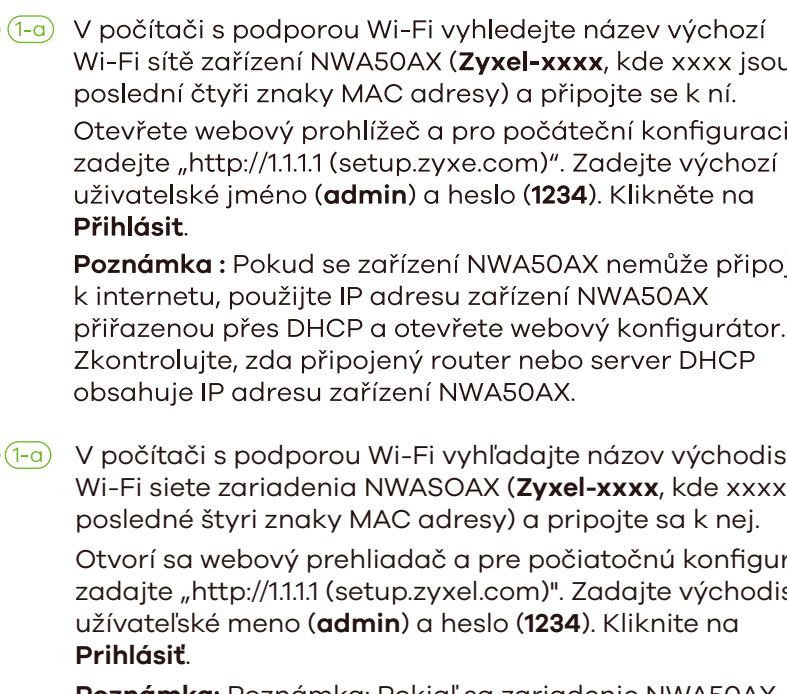 1-a V počítači s podporou Wi-Fi vyhledejte název výchozí
Wi-Fi sítě zařízení NWA50AX (Zyxel-xxxx, kde xxxx jsou
poslední čtyři znaky MAC adresy) a připojte se k ní.
Otevřete webový prohlížeč a pro počáteční konfiguraci
zadejte „http://1.1.1.1 (setup.zyxe.com)“. Zadejte výchozí
uživatelské jméno (admin) a heslo (1234). Klikněte na
Přihlásit.
Poznámka : Pokud se zařízení NWA50AX nemůže připoj
k internetu, použijte IP adresu zařízení NWA50AX
přiřazenou přes DHCP a otevřete webový konfigurátor.
Zkontrolujte, zda připojený router nebo server DHCP
obsahuje IP adresu zařízení NWA50AX.
1-a V počítači s podporou Wi-Fi vyhľadajte názov východis
Wi-Fi siete zariadenia NWASOAX (Zyxel-xxxx, kde xxxx
posledné štyri znaky MAC adresy) a pripojte sa k nej.
Otvorí sa webový prehliadač a pre počiatočnú konfigur
zadajte „http://1.1.1.1 (setup.zyxel.com)". Zadajte východis
užívateľské meno (admin) a heslo (1234). Kliknite na
Prihlásiť.
Poznámka: Poznámka: Pokiaľ sa zariadenie NWA50AX